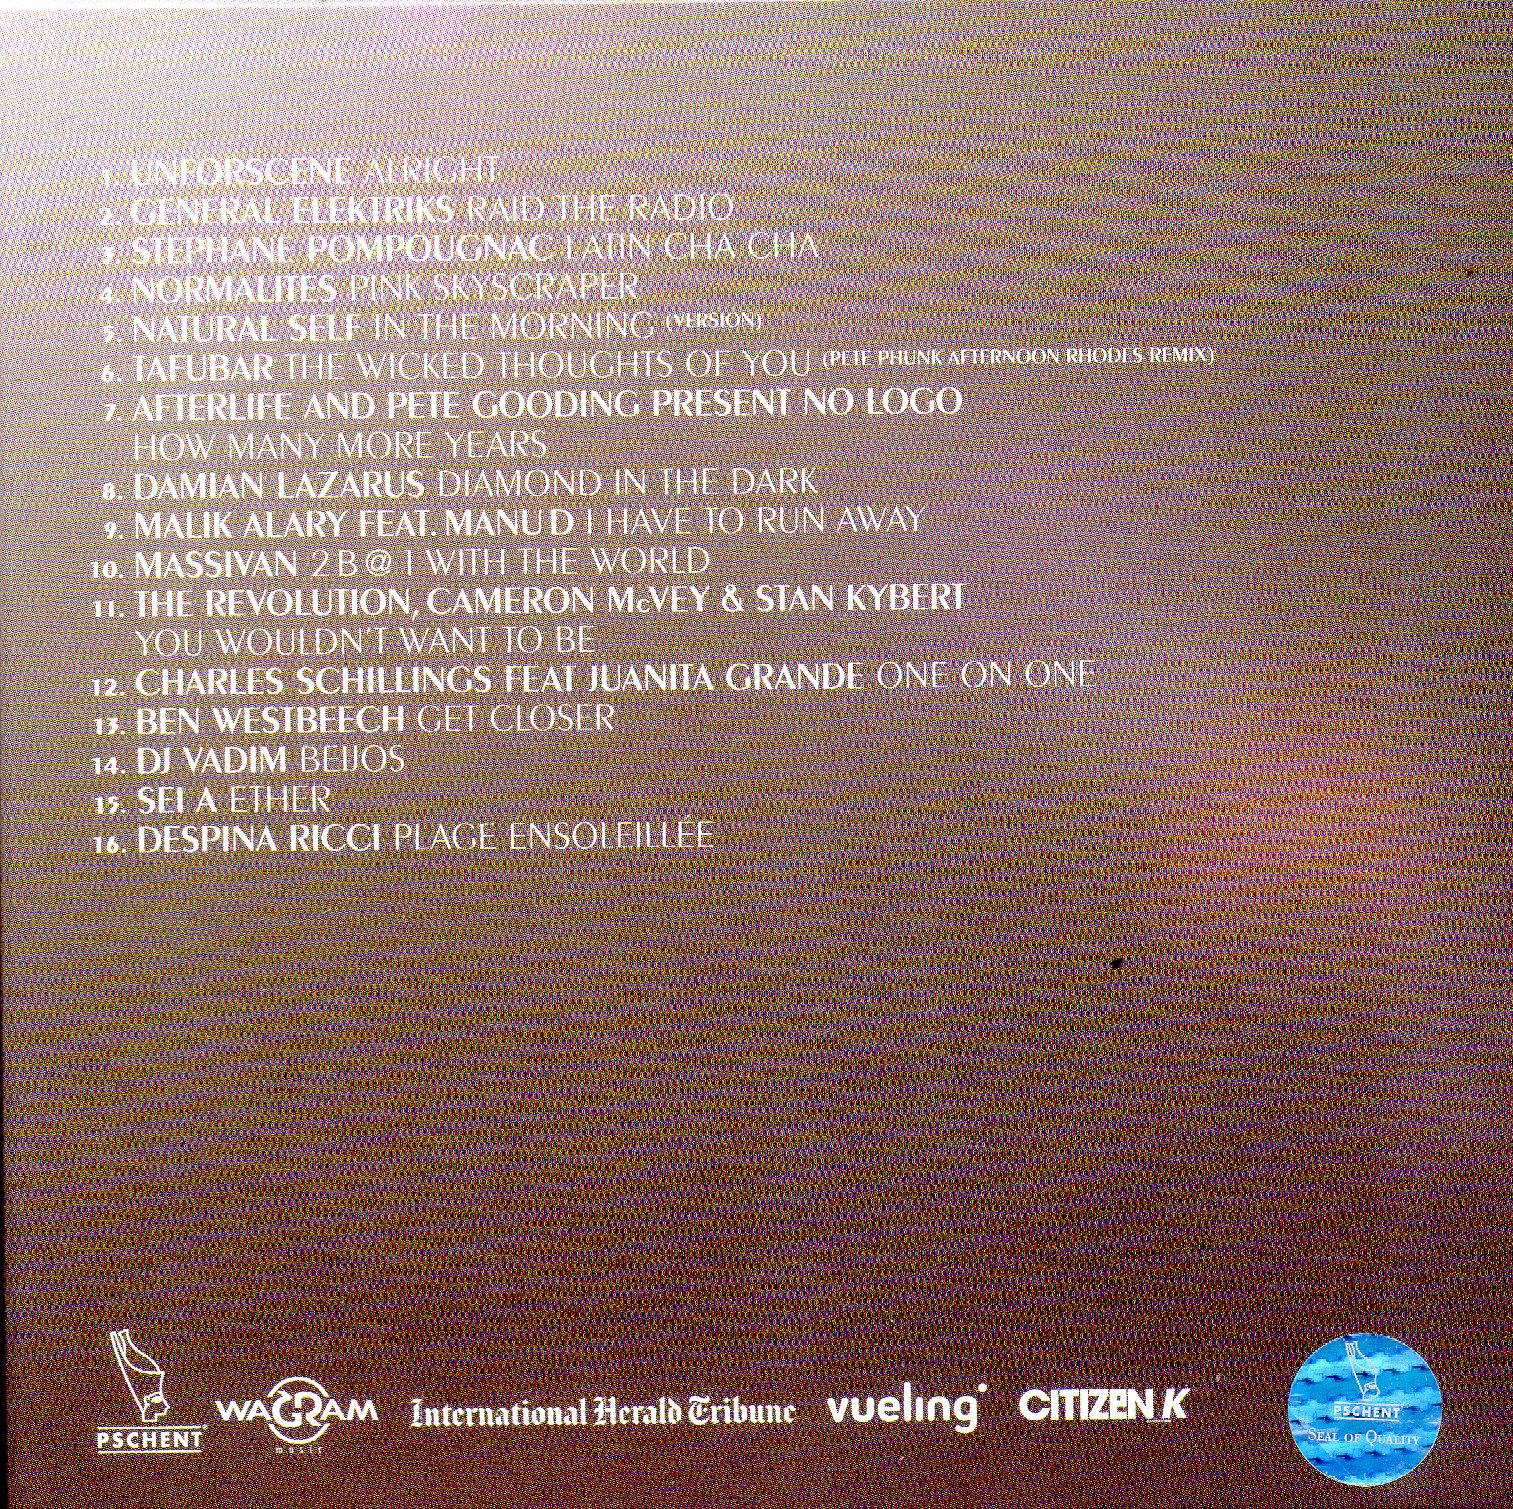 1. UNFORSCENE ALRIGHT
2. GENERAL ELEKTRIKS RAID THE RADIO
3. STEPHANE POMPOUGNAC LATIN CHA CHA
4. NORMALITES PINK SKYSCRAPER
5. NATURAL SELF IN THE MORNING (VERSION)
6. TAFUBAR THE WICKED THOUGHTS OF YOU (PETE PHUNK AFTERNOON RHODES REMIX)
7. AFTERLIFE AND PETE GOODING PRESENT NO LOGO
HOW MANY MORE YEARS
8. DAMIAN LAZARUS DIAMOND IN THE DARK
9. MALIK ALARY FEAT. MANU D I HAVE TO RUN AWAY
10. MASSIVAN 2 B @ 1 WITH THE WORLD
11. THE REVOLUTION, CAMERON McVEY & STAN KYBERT
YOU WOULDN'T WANT TO BE
12. CHARLES SCHILLINGS FEAT JUANITA GRANDE ONE ON ONE
13. BEN WESTBEECH GET CLOSER
14. DJ VADIM BEIJOS
15. SEI A ETHER
16. DESPINA RICCI PLAGE ENSOLEILLÉE
PSCHENT
WAGRAM
music
International Herald Tribune
vueling
CITIZEN K
PSCHENT
SEAL OF QUALITY